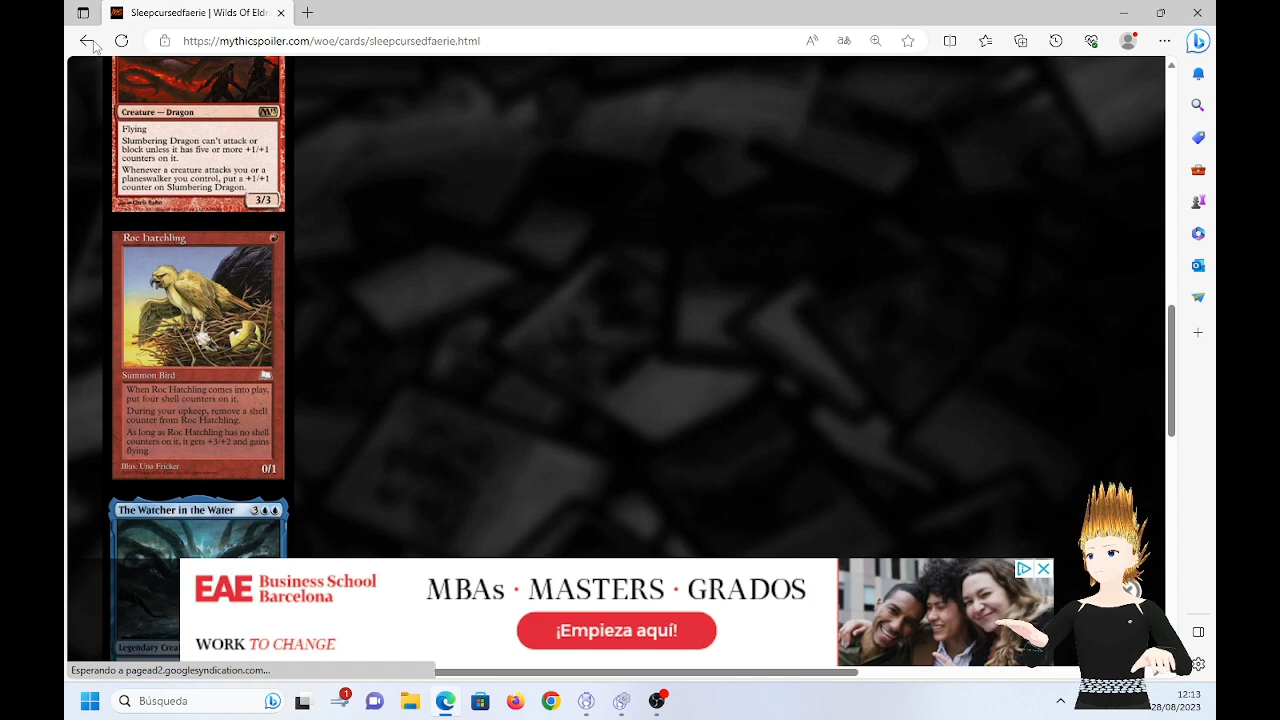 Sleepcursedfaerie | Wilds Of Eldr
https://mythicspoiler.com/woe/cards/sleepcursedfaerie.html
Creature — Dragon
Flying
Slumbering Dragon can't attack or
block unless it has five or more +1/+1
counters on it.
Whenever a creature attacks you or a
planeswalker you control, put a +1/+1
counter on Slumbering Dragon.
Chris Rahn
3/3
Roc Hatchling
Summon Bird
When Roc Hatchling comes into play,
put four shell counters on it.
During your upkeep, remove a shell
counter from Roc Hatchling.
As long as Roc Hatchling has no shell
counters on it, it gets +3/+2 and gains
flying.
Illus. Una Fricker
0/1
The Watcher in the Water 3
Legendary Crea
EAE Business School
Barcelona
WORK TO CHANGE
MBAs · MASTERS · GRADOS
¡Empieza aquí!
Esperando a pagead2.googlesyndication.com...
Búsqueda
1
12:13
28/08/2023